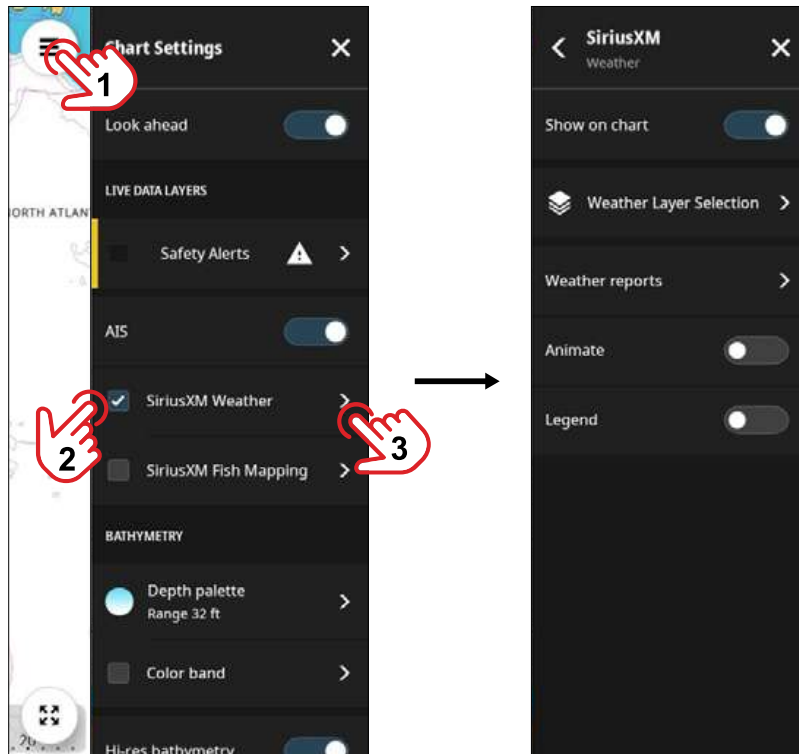 Chart Settings
1
Look ahead
LIVE DATA LAYERS
Safety Alerts
AIS
SiriusXM Weather
2
3
SiriusXM Fish Mapping
BATHYMETRY
Depth palette
Range 32 ft
Color band
Hi-res bathymetry
NORTH ATLAN
20
SiriusXM
Weather
Show on chart
Weather Layer Selection
Weather reports
Animate
Legend